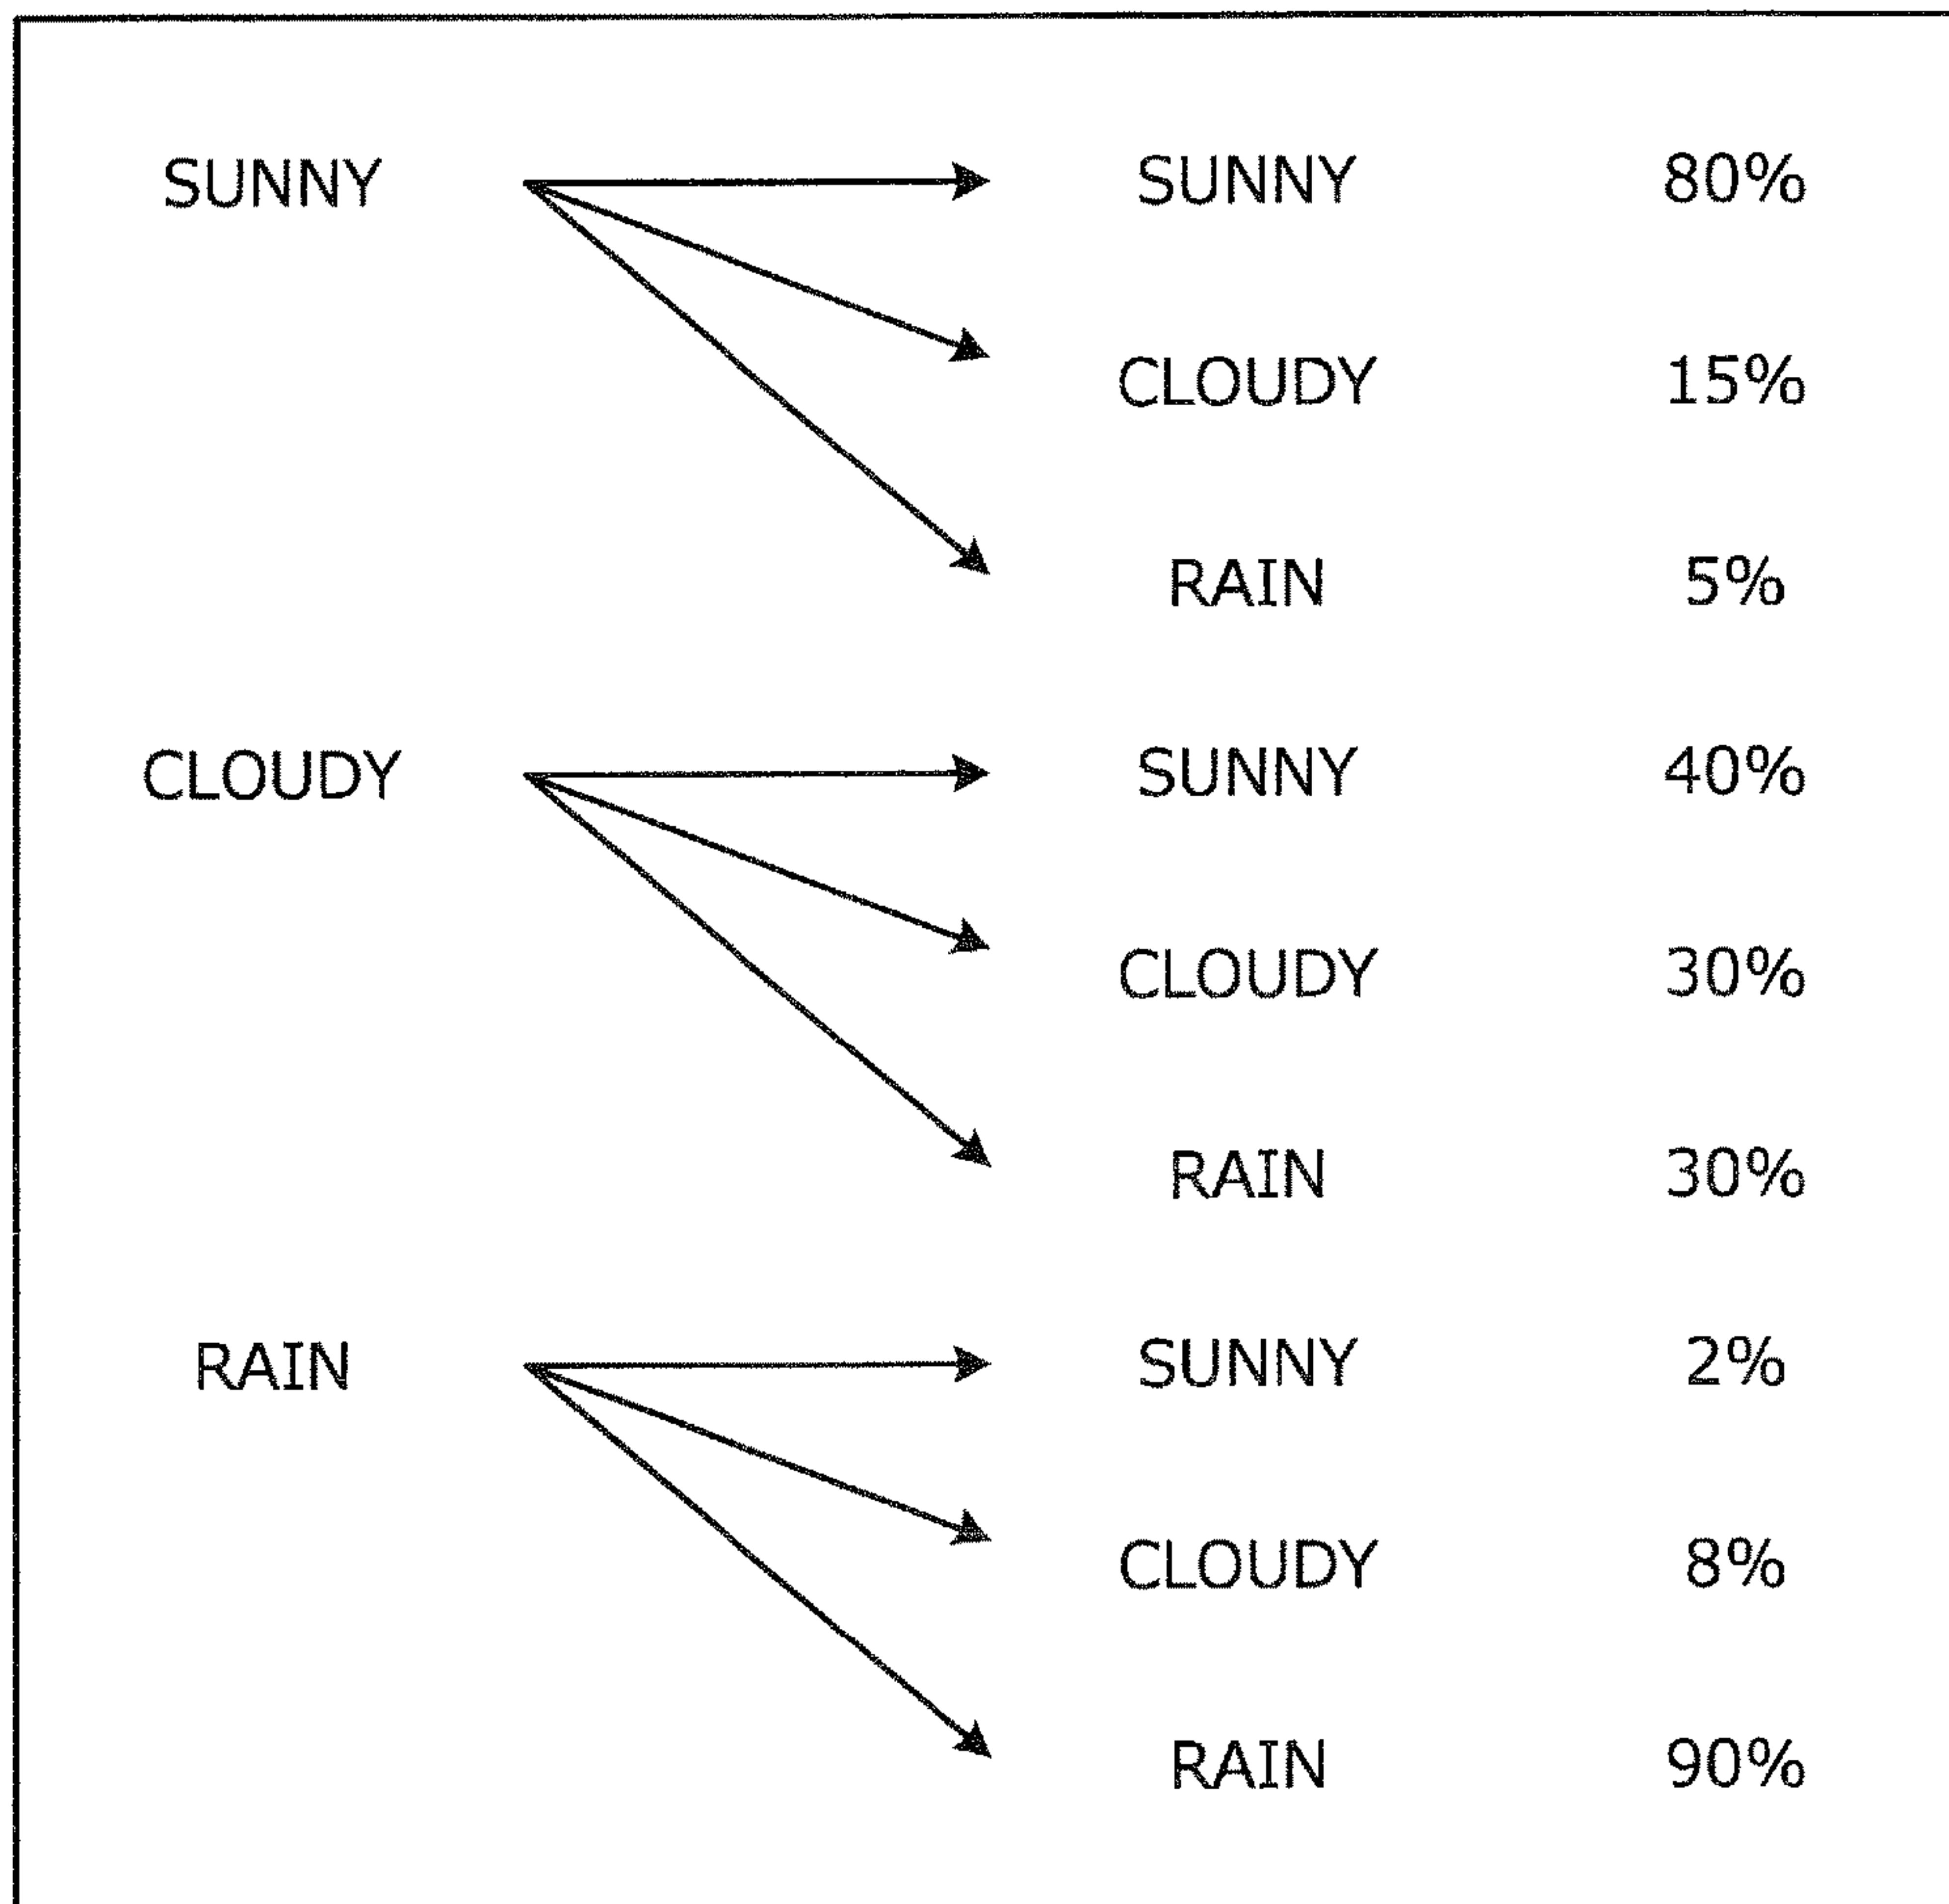 SUNNY SUNNY 80%
CLOUDY 15%
RAIN 5%
CLOUDY SUNNY 40%
CLOUDY 30%
RAIN 30%
RAIN SUNNY 2%
CLOUDY 8%
RAIN 90%